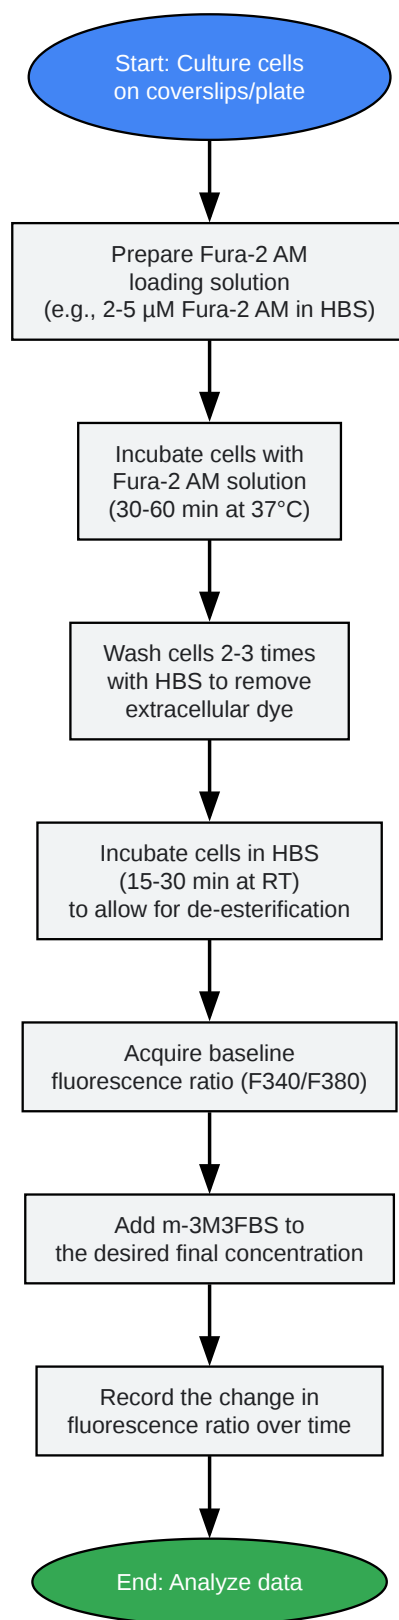 Start: Culture cells
on coverslips/plate
Prepare Fura-2 AM
loading solution
(e.g., 2-5 µM Fura-2 AM in HBS)
Incubate cells with
Fura-2 AM solution
(30-60 min at 37°C)
Wash cells 2-3 times
with HBS to remove
extracellular dye
Incubate cells in HBS
(15-30 min at RT)
to allow for de-esterification
Acquire baseline
fluorescence ratio (F340/F380)
Add m-3M3FBS to
the desired final concentration
Record the change in
fluorescence ratio over time
End: Analyze data